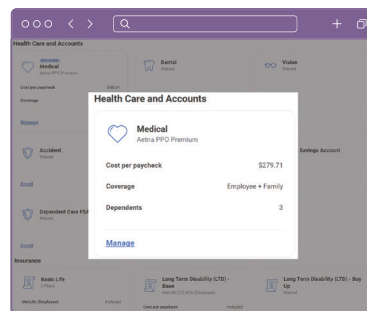 Health Care and Accounts
Medical
Aetna PPO Premium
Dental
Waived
Vision
Waived
Cost per paycheck
Coverage
Manage
Health Care and Accounts
Medical
Aetna PPO Premium
Cost per paycheck $279.71
Coverage Employee + Family
Dependents 3
Manage
Accident
Waived
Savings Account
Enroll
Dependent Care FSA
Waived
Enroll
Insurance
Basic Life
Long Term Disability (LTD) -
Base
Long Term Disability (LTD) - Buy
Up
Waived
MetLife (Employee) Included
Cost per paycheck Included